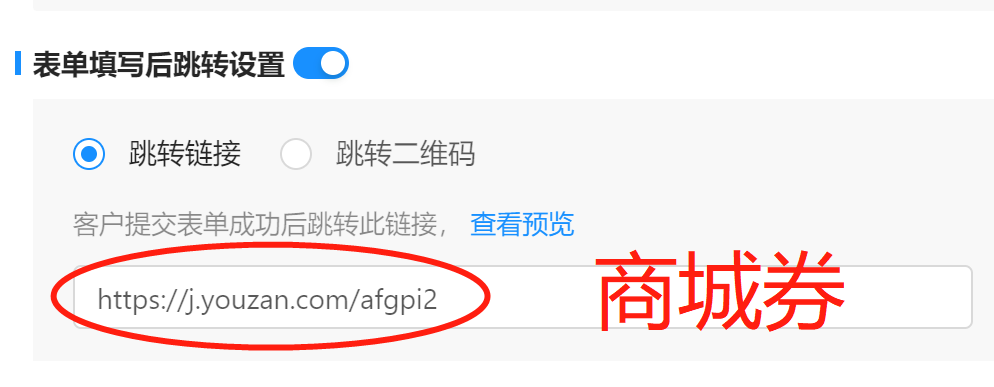 表单填写后跳转设置
跳转链接 跳转二维码
客户提交表单成功后跳转此链接， 查看预览
https://j.youzan.com/afgpi2
商城券